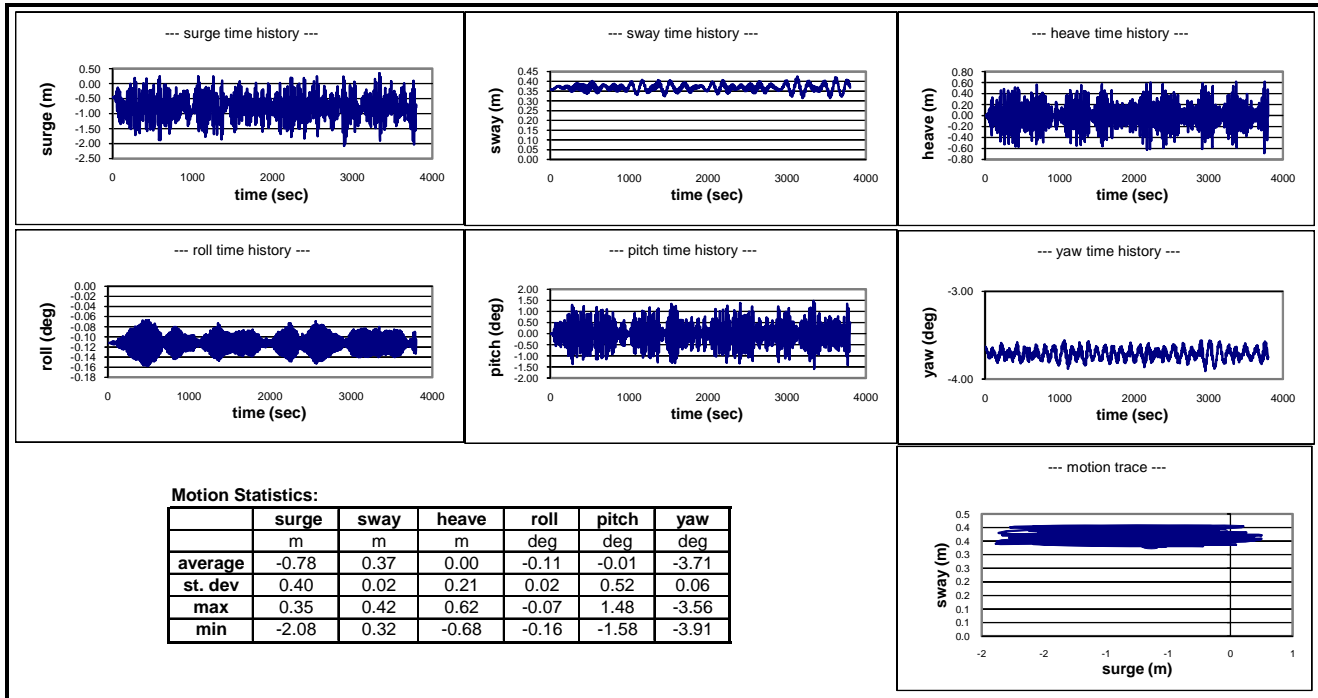 --- surge time history ---
surge (m)
0.50
0.00
-0.50
-1.00
-1.50
-2.00
-2.50
0 1000 2000 3000 4000
time (sec)
--- sway time history ---
sway (m)
0.45
0.40
0.35
0.30
0.25
0.20
0.15
0.10
0.05
0.00
0 1000 2000 3000 4000
time (sec)
--- heave time history ---
heave (m)
0.80
0.60
0.40
0.20
0.00
-0.20
-0.40
-0.60
-0.80
0 1000 2000 3000 4000
time (sec)
--- roll time history ---
roll (deg)
0.00
-0.02
-0.04
-0.06
-0.08
-0.10
-0.12
-0.14
-0.16
-0.18
0 1000 2000 3000 4000
time (sec)
--- pitch time history ---
pitch (deg)
2.00
1.50
1.00
0.50
0.00
-0.50
-1.00
-1.50
-2.00
0 1000 2000 3000 4000
time (sec)
--- yaw time history ---
yaw (deg)
-3.00
-4.00
0 1000 2000 3000 4000
time (sec)
Motion Statistics:
surge sway heave roll pitch yaw
m m m deg deg deg
average -0.78 0.37 0.00 -0.11 -0.01 -3.71
st. dev 0.40 0.02 0.21 0.02 0.52 0.06
max 0.35 0.42 0.62 -0.07 1.48 -3.56
min -2.08 0.32 -0.68 -0.16 -1.58 -3.91
--- motion trace ---
sway (m)
0.5
0.4
0.4
0.3
0.3
0.2
0.2
0.1
0.1
0.0
-2 -2 -1 -1 0 1
surge (m)